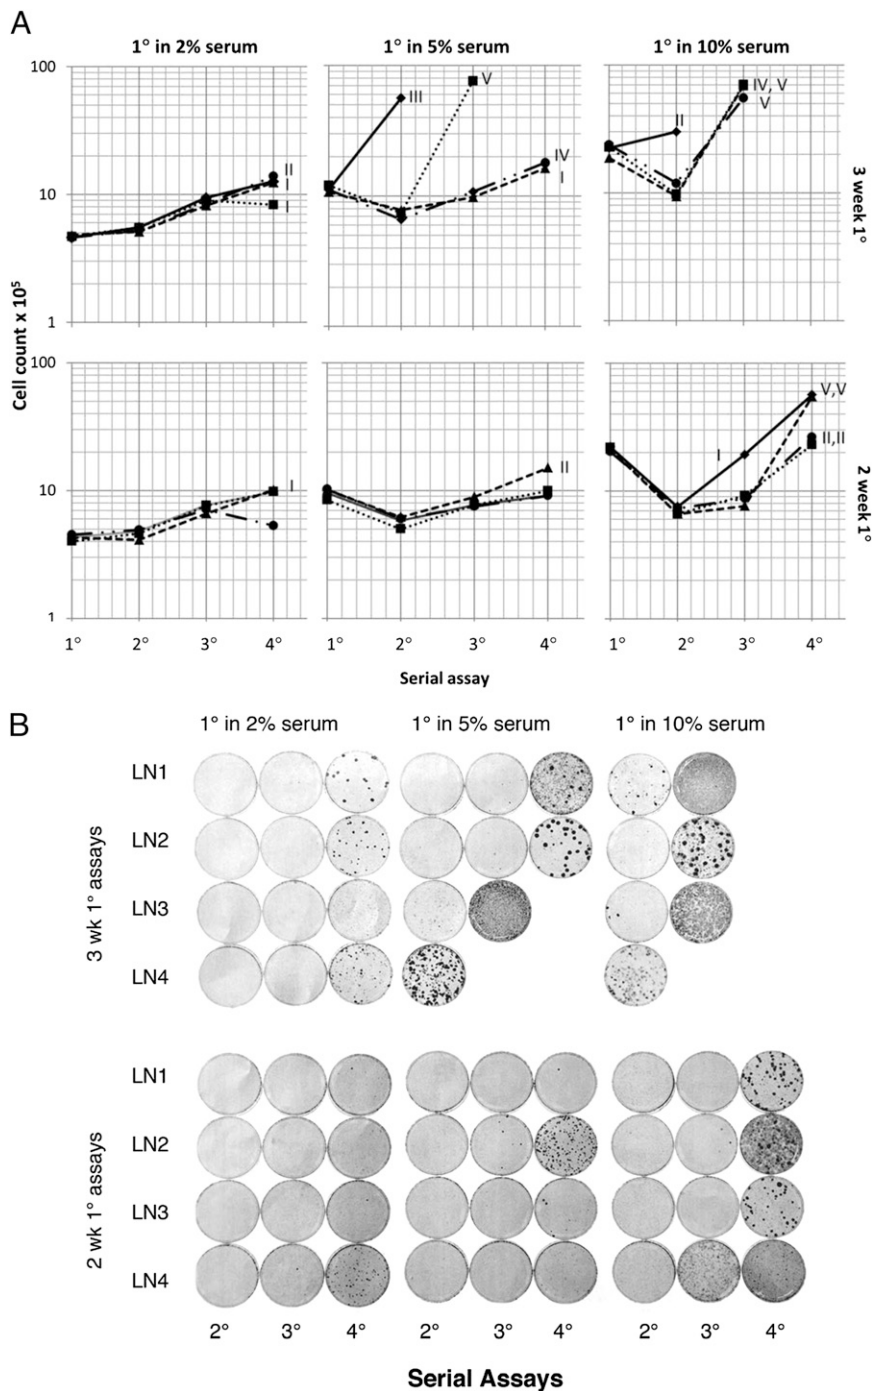 A
1° in 2% serum 1° in 5% serum 1° in 10% serum
Cell count x 10⁵
100
10
1
II
I
I
III
V
IV
I
II
IV, V
V
3 week 1°
100
10
1
I
II
I
V,V
II,II
2 week 1°
1° 2° 3° 4° 1° 2° 3° 4° 1° 2° 3° 4°
Serial assay
B
1° in 2% serum 1° in 5% serum 1° in 10% serum
3 wk 1° assays
LN1
LN2
LN3
LN4
2 wk 1° assays
LN1
LN2
LN3
LN4
2° 3° 4° 2° 3° 4° 2° 3° 4°
Serial Assays